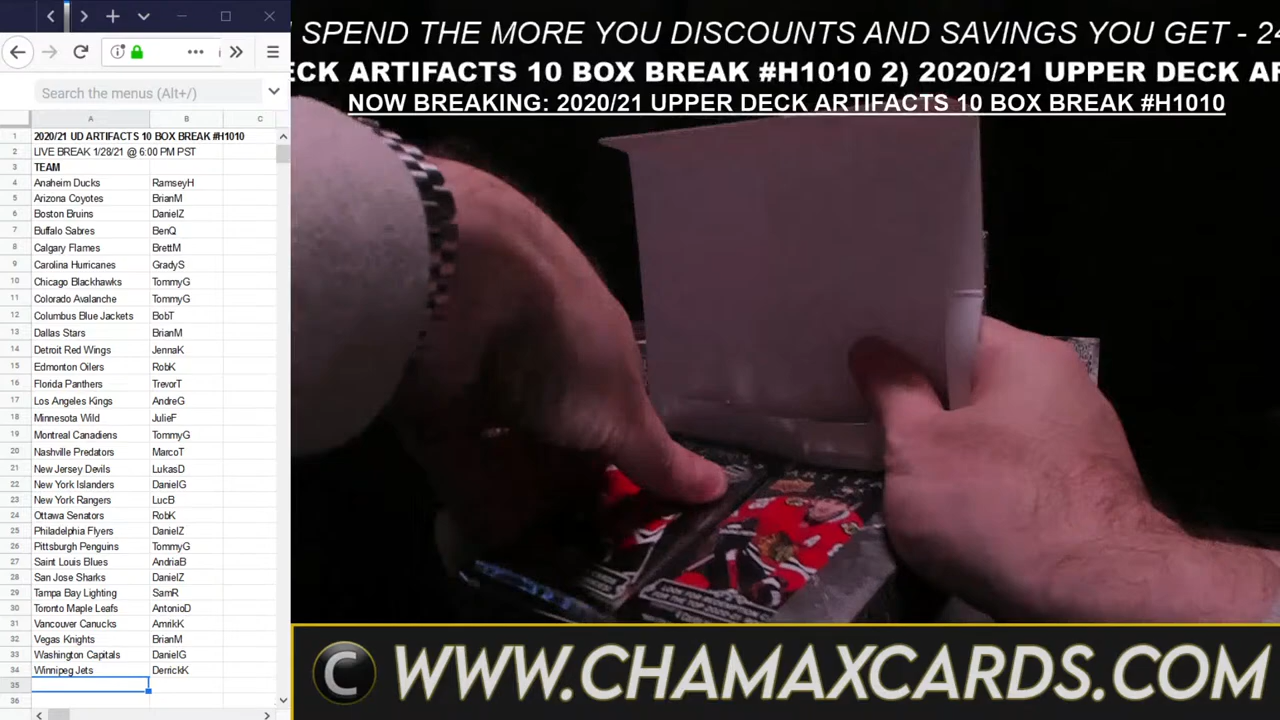 Search the menus (Alt+/)
A B C
1 2020/21 UD ARTIFACTS 10 BOX BREAK #H1010
2 LIVE BREAK 1/28/21 @ 6:00 PM PST
3 TEAM
4 Anaheim Ducks RamseyH
5 Arizona Coyotes BrianM
6 Boston Bruins DanielZ
7 Buffalo Sabres BenQ
8 Calgary Flames BrettM
9 Carolina Hurricanes GradyS
10 Chicago Blackhawks TommyG
11 Colorado Avalanche TommyG
12 Columbus Blue Jackets BobT
13 Dallas Stars BrianM
14 Detroit Red Wings JennaK
15 Edmonton Oilers RobK
16 Florida Panthers TrevorT
17 Los Angeles Kings AndreG
18 Minnesota Wild JulieF
19 Montreal Canadiens TommyG
20 Nashville Predators MarcoT
21 New Jersey Devils LukasD
22 New York Islanders DanielG
23 New York Rangers LucB
24 Ottawa Senators RobK
25 Philadelphia Flyers DanielZ
26 Pittsburgh Penguins TommyG
27 Saint Louis Blues AndriaB
28 San Jose Sharks DanielZ
29 Tampa Bay Lighting SamR
30 Toronto Maple Leafs AntonioD
31 Vancouver Canucks AmrikK
32 Vegas Knights BrianM
33 Washington Capitals DanielG
34 Winnipeg Jets DerrickK
35
36
SPEND THE MORE YOU DISCOUNTS AND SAVINGS YOU GET - 24
ECK ARTIFACTS 10 BOX BREAK #H1010 2) 2020/21 UPPER DECK AR
NOW BREAKING: 2020/21 UPPER DECK ARTIFACTS 10 BOX BREAK #H1010
C WWW.CHAMAXCARDS.COM